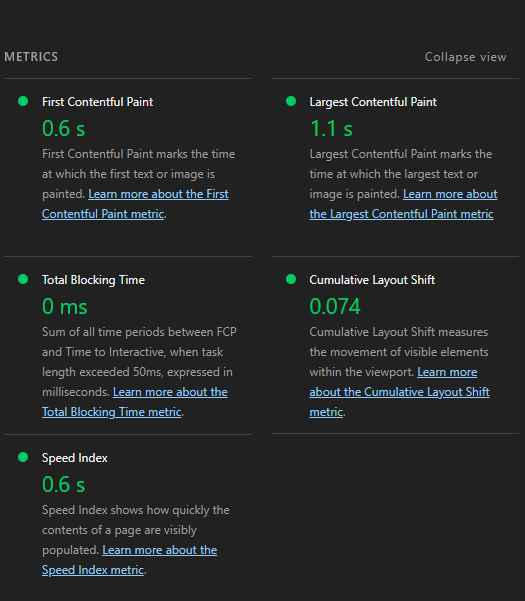 METRICS
Collapse view
First Contentful Paint
0.6 s
First Contentful Paint marks the time
at which the first text or image is
painted. Learn more about the First
Contentful Paint metric.
Largest Contentful Paint
1.1 s
Largest Contentful Paint marks the
time at which the largest text or
image is painted. Learn more about
the Largest Contentful Paint metric
Total Blocking Time
0 ms
Sum of all time periods between FCP
and Time to Interactive, when task
length exceeded 50ms, expressed in
milliseconds. Learn more about the
Total Blocking Time metric.
Cumulative Layout Shift
0.074
Cumulative Layout Shift measures
the movement of visible elements
within the viewport. Learn more
about the Cumulative Layout Shift
metric.
Speed Index
0.6 s
Speed Index shows how quickly the
contents of a page are visibly
populated. Learn more about the
Speed Index metric.